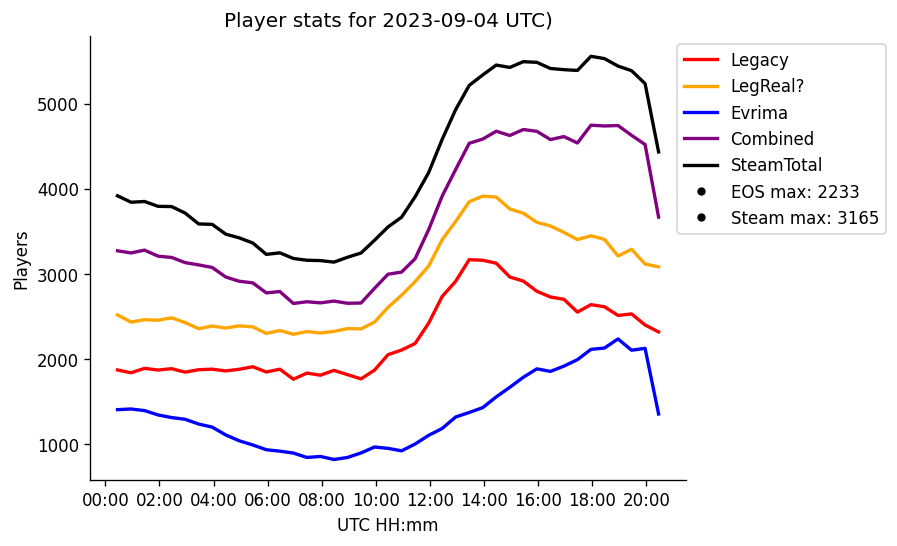 Player stats for 2023-09-04 UTC)
Legacy
LegReal?
Evrima
Combined
SteamTotal
EOS max: 2233
Steam max: 3165
Players
5000
4000
3000
2000
1000
00:00 02:00 04:00 06:00 08:00 10:00 12:00 14:00 16:00 18:00 20:00
UTC HH:mm